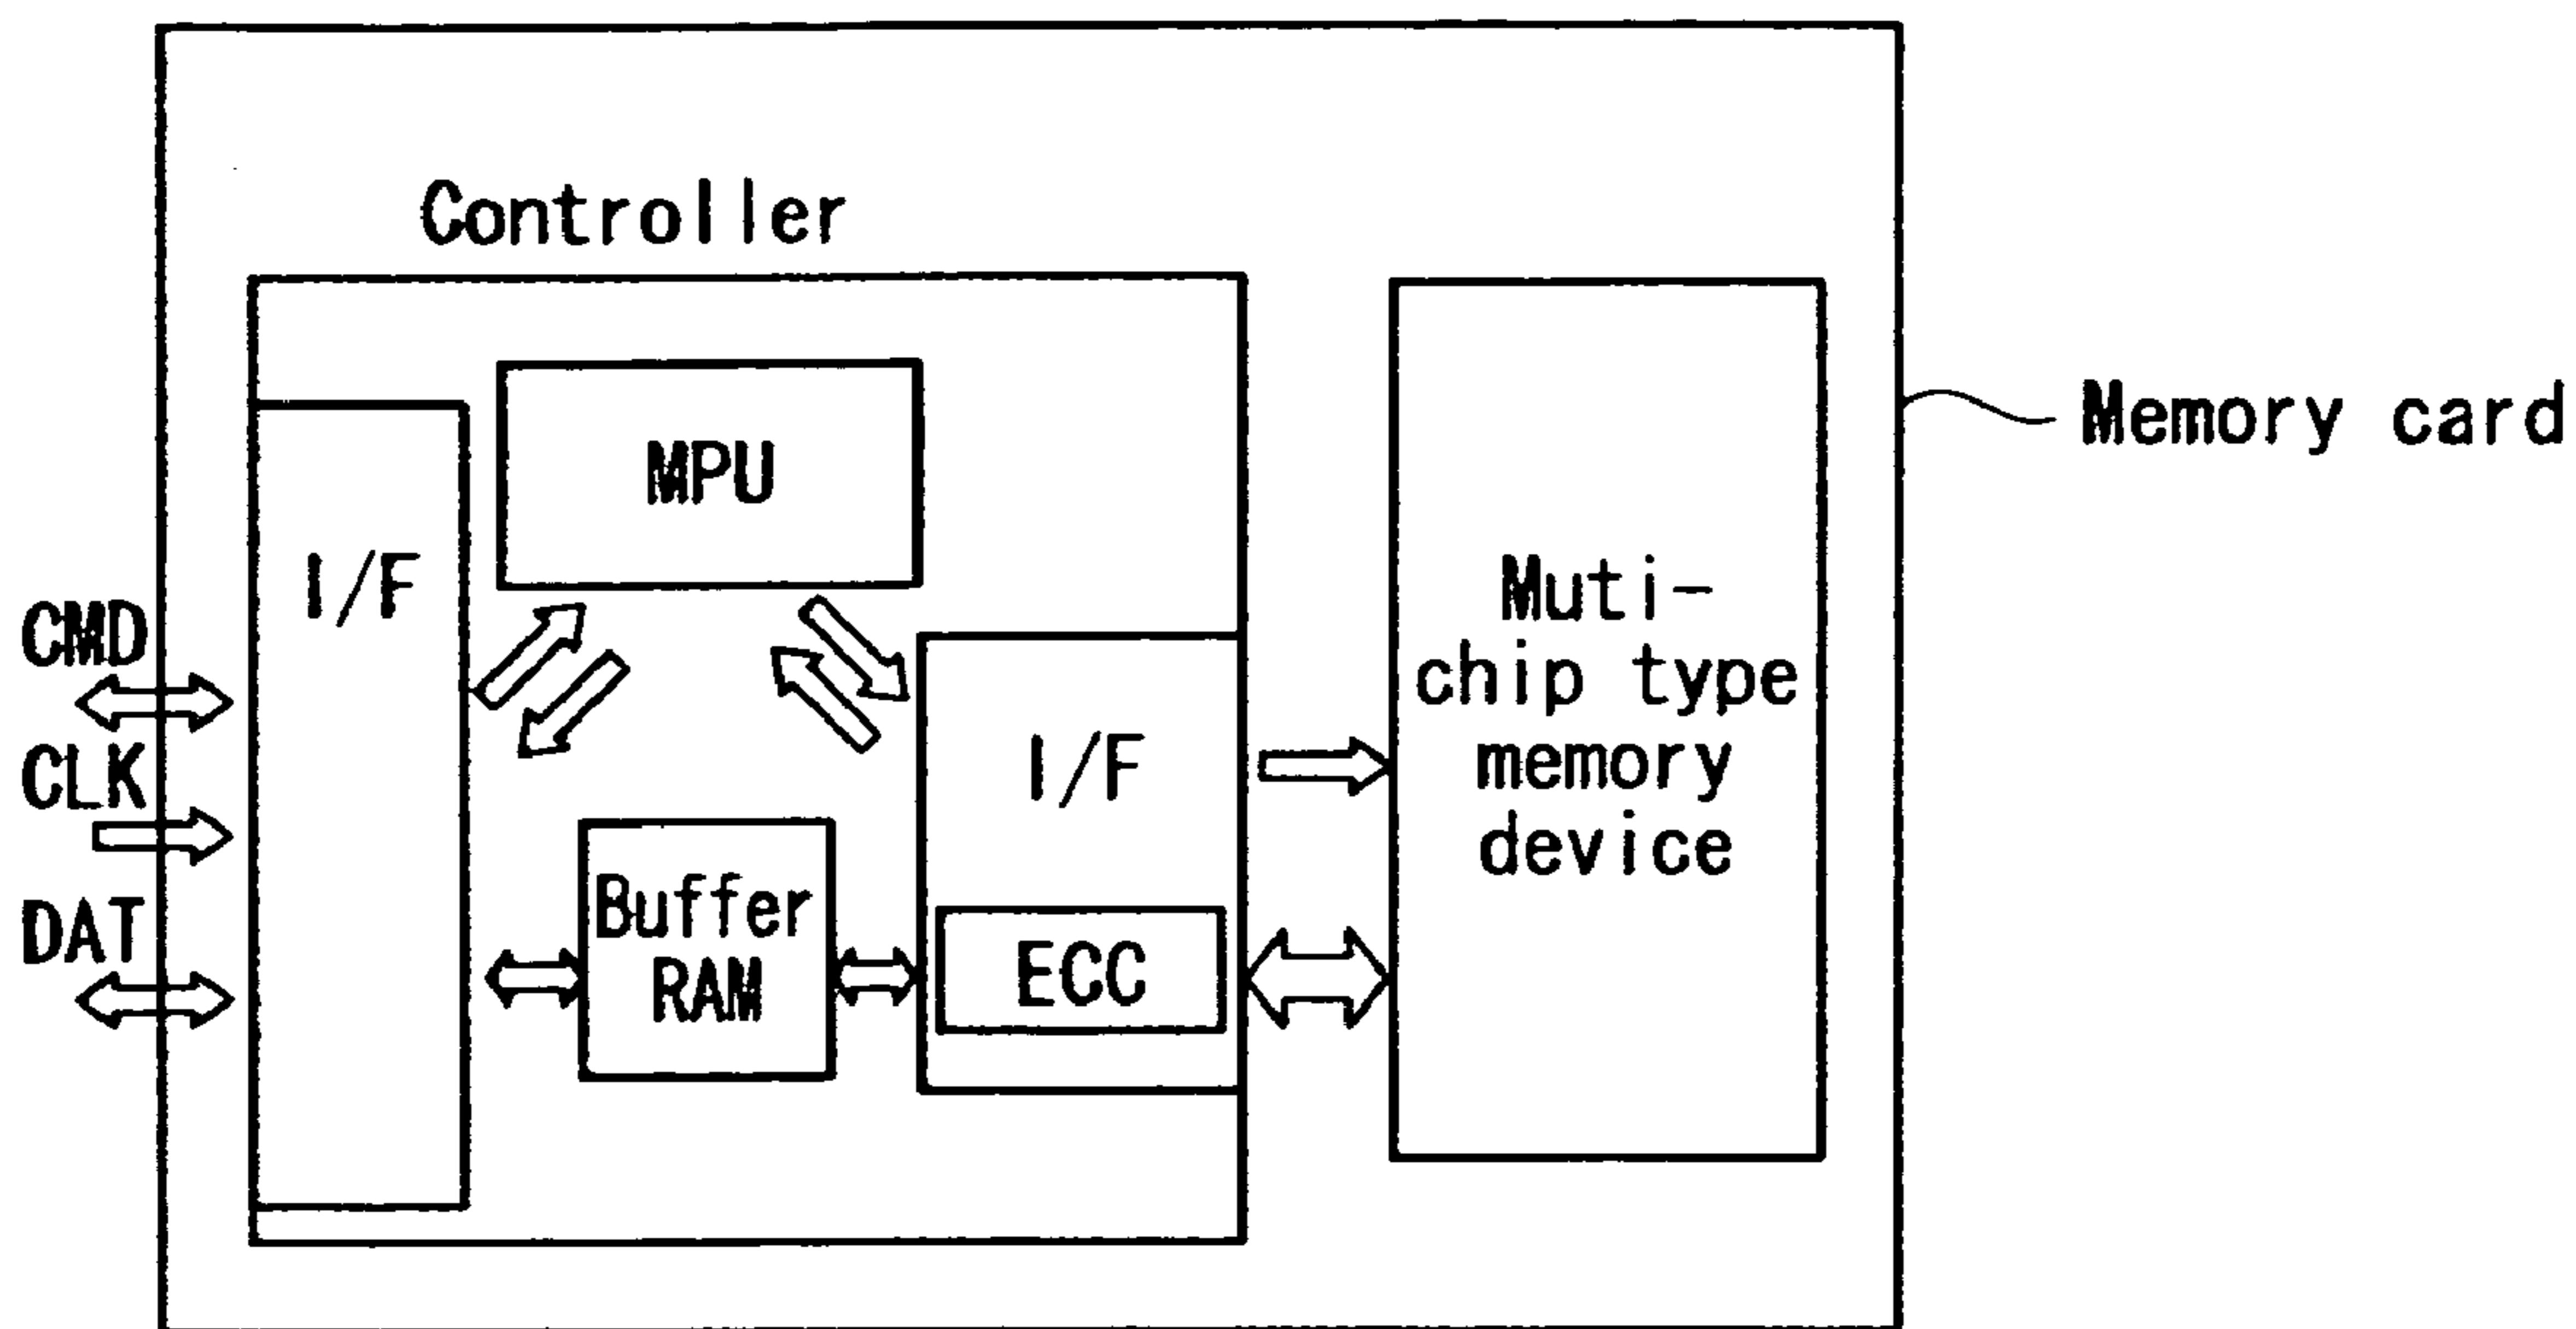 Controller
MPU
Memory card
I/F
CMD
CLK
DAT
Buffer
RAM
I/F
ECC
Muti-
chip type
memory
device